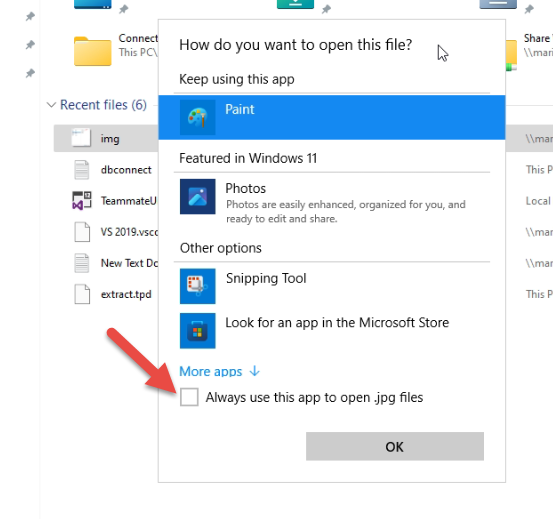 Connect
This PC\
Share
\\mari
How do you want to open this file?
Keep using this app
Paint
Featured in Windows 11
Photos
Photos are easily enhanced, organized for you, and
ready to edit and share.
Other options
Snipping Tool
Look for an app in the Microsoft Store
More apps
Always use this app to open .jpg files
OK
Recent files (6)
img
\\mari
dbconnect
This P
TeammateU
Local
VS 2019.vsco
\\mari
New Text Do
\\mari
extract.tpd
This P